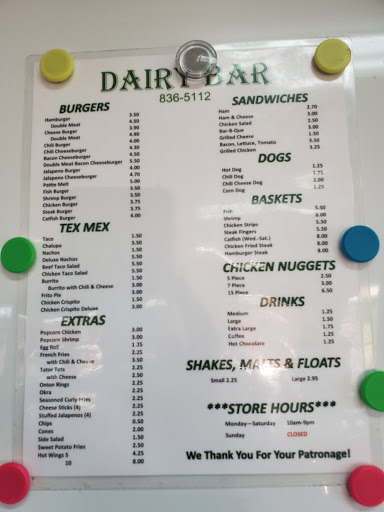 DAIRY BAR
836-5112
BURGERS
Hamburger 3.50
Double Meat 4.50
Cheese Burger 3.90
Double Meat 4.90
Chili Burger 4.00
Chili Cheeseburger 4.30
Bacon Cheeseburger 4.50
Double Meat Bacon Cheeseburger 5.50
Jalapeno Burger 4.00
Jalapeno Cheeseburger 4.70
Pattie Melt 5.00
Fish Burger 3.50
Shrimp Burger 3.50
Chicken Burger 3.75
Steak Burger 3.75
Catfish Burger 4.00
TEX MEX
Taco 1.50
Chalupa 3.50
Nachos 1.50
Deluxe Nachos 5.50
Beef Taco Salad 5.50
Chicken Taco Salad 5.50
Burrito 1.50
Burrito with Chili & Cheese 3.00
Frito Pie 3.00
Chicken Crispito 1.50
Chicken Crispito Deluxe 3.00
EXTRAS
Popcorn Chicken 3.00
Popcorn Shrimp 3.00
Egg Roll 1.25
French Fries 2.25
with Chili & Cheese 3.50
Tator Tots 2.25
with Cheese 2.50
Onion Rings 2.25
Okra 2.25
Seasoned Curly Fries 2.25
Cheese Sticks (4) 2.25
Stuffed Jalapenos (4) 2.25
Chips 0.50
Cones 2.00
Side Salad 1.50
Sweet Potato Fries 2.50
Hot Wings 5 4.25
10 8.00
SANDWICHES
Ham 2.70
Ham & Cheese 3.00
Chicken Salad 2.50
Bar-B-Que 3.00
Grilled Cheese 1.50
Bacon, Lettuce, Tomato 3.50
Grilled Chicken 3.25
DOGS
Hot Dog 1.25
Chili Dog 1.75
Chili Cheese Dog 2.00
Corn Dog 1.25
BASKETS
Fish 5.50
Shrimp 5.50
Chicken Strips 5.50
Steak Fingers 5.50
Catfish (Wed.-Sat.) 8.00
Chicken Fried Steak 8.00
Hamburger Steak 8.00
CHICKEN NUGGETS
5 Piece 2.50
7 Piece 3.00
15 Piece 6.50
DRINKS
Medium 1.25
Large 1.50
Extra Large 1.75
Coffee 1.25
Hot Chocolate 1.25
SHAKES, MALTS & FLOATS
Small 2.25 Large 2.95
***STORE HOURS***
Monday—Saturday 10am-9pm
Sunday CLOSED
We Thank You For Your Patronage!